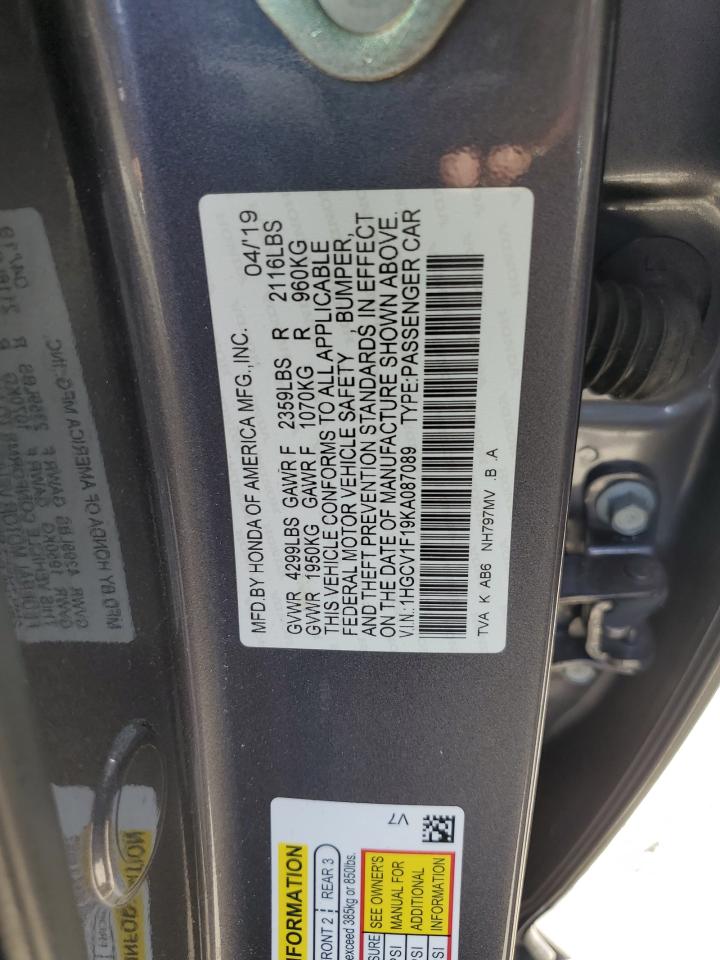 MFD.BY HONDA OF AMERICA MFG.,INC. 04/'19
GVWR 4299LBS GAWR F 2359LBS R 2116LBS
GVWR 1950KG GAWR F 1070KG R 960KG
THIS VEHICLE CONFORMS TO ALL APPLICABLE
FEDERAL MOTOR VEHICLE SAFETY , BUMPER,
AND THEFT PREVENTION STANDARDS IN EFFECT
ON THE DATE OF MANUFACTURE SHOWN ABOVE.
V.I.N.:1HGCV1F19KA087089 TYPE:PASSENGER CAR
TVA K AB6 NH797MV .B .A
V7
INFORMATION
FRONT 2 REAR 3
exceed 385kg or 850lbs.
SEE OWNER'S
MANUAL FOR
ADDITIONAL
INFORMATION